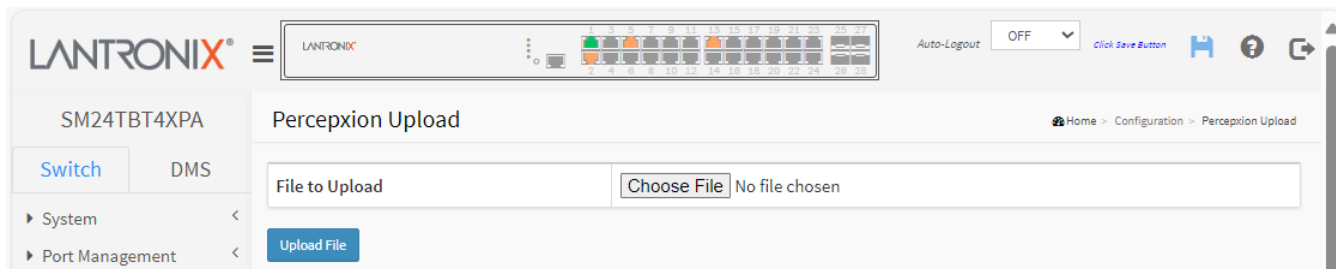 LANTRONIX®
LANTRONIX
1 3 5 7 9 11 13 15 17 19 21 23 25 27
2 4 6 8 10 12 14 16 18 20 22 24 26 28
Auto-Logout OFF Click Save Button
SM24TBT4XPA
Percepxion Upload
Home > Configuration > Percepxion Upload
Switch DMS
File to Upload Choose File No file chosen
System
Upload File
Port Management